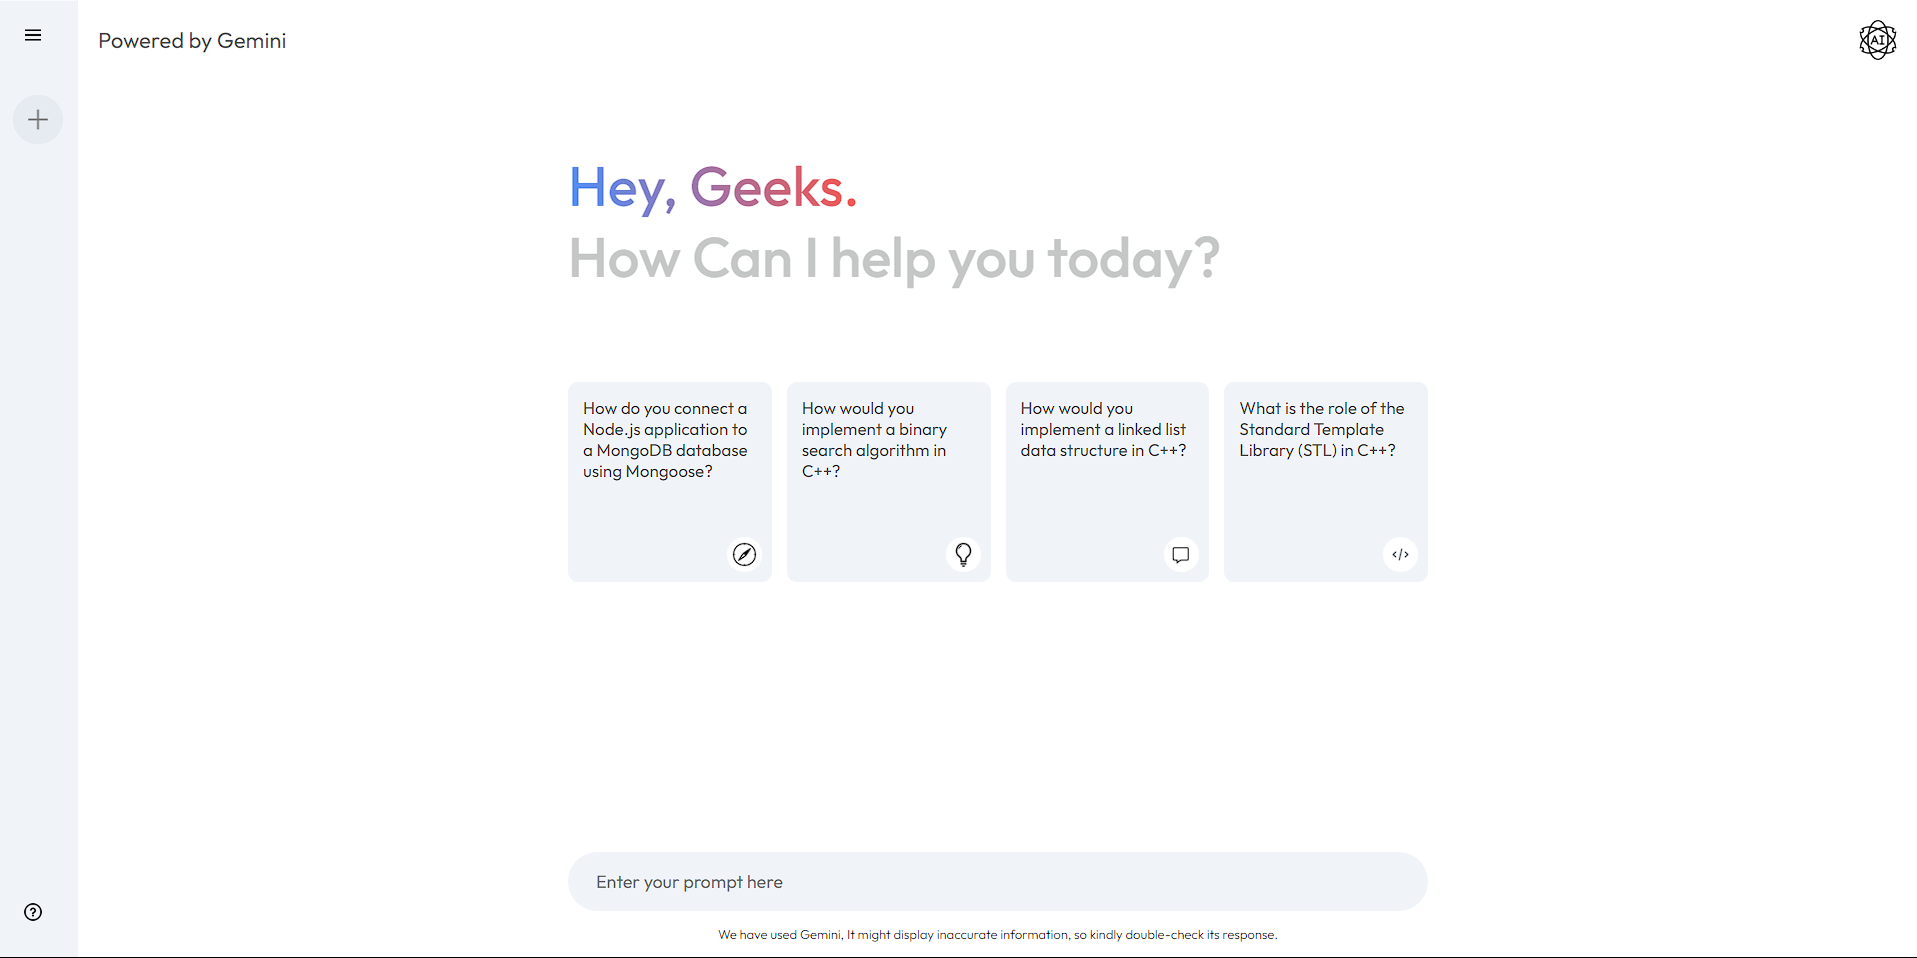 Powered by Gemini
AI
Hey, Geeks.
How Can I help you today?
How do you connect a
Node.js application to
a MongoDB database
using Mongoose?
How would you
implement a binary
search algorithm in
C++?
How would you
implement a linked list
data structure in C++?
What is the role of the
Standard Template
Library (STL) in C++?
</>
Enter your prompt here
We have used Gemini, It might display inaccurate information, so kindly double-check its response.